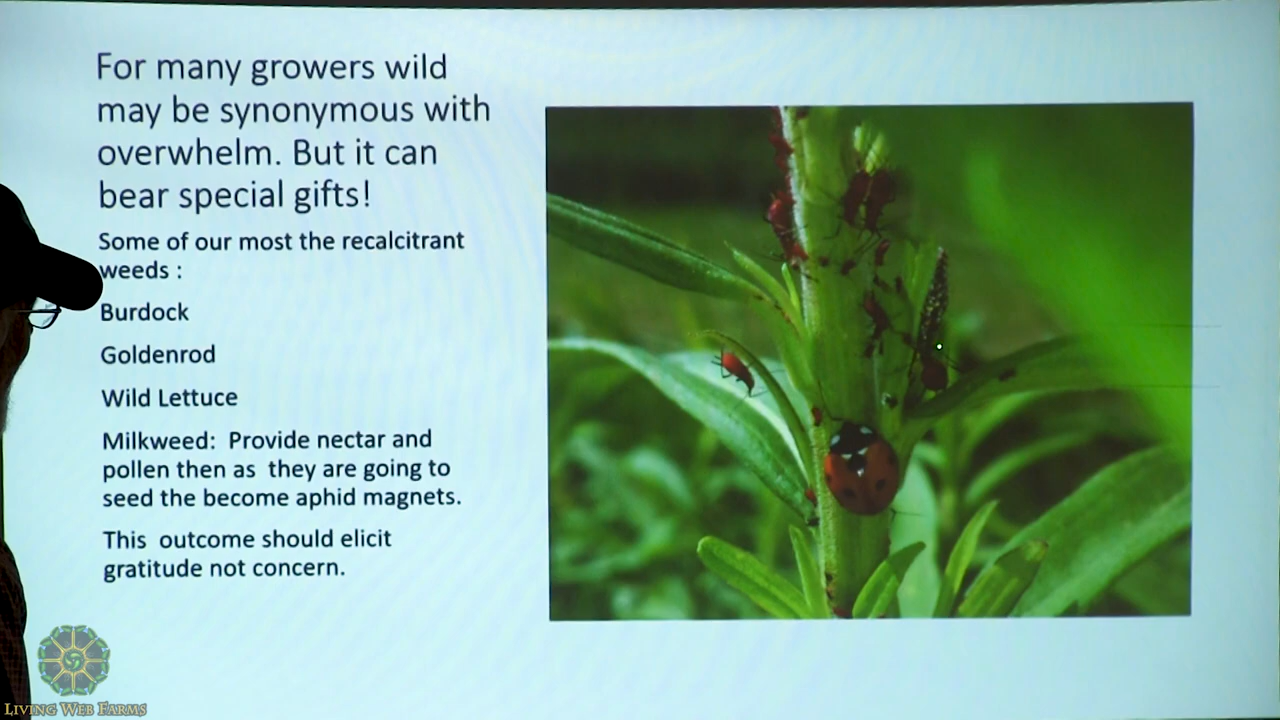 For many growers wild
may be synonymous with
overwhelm. But it can
bear special gifts!
Some of our most the recalcitrant
weeds :
Burdock
Goldenrod
Wild Lettuce
Milkweed: Provide nectar and
pollen then as they are going to
seed the become aphid magnets.
This outcome should elicit
gratitude not concern.
LIVING WEB FARMS